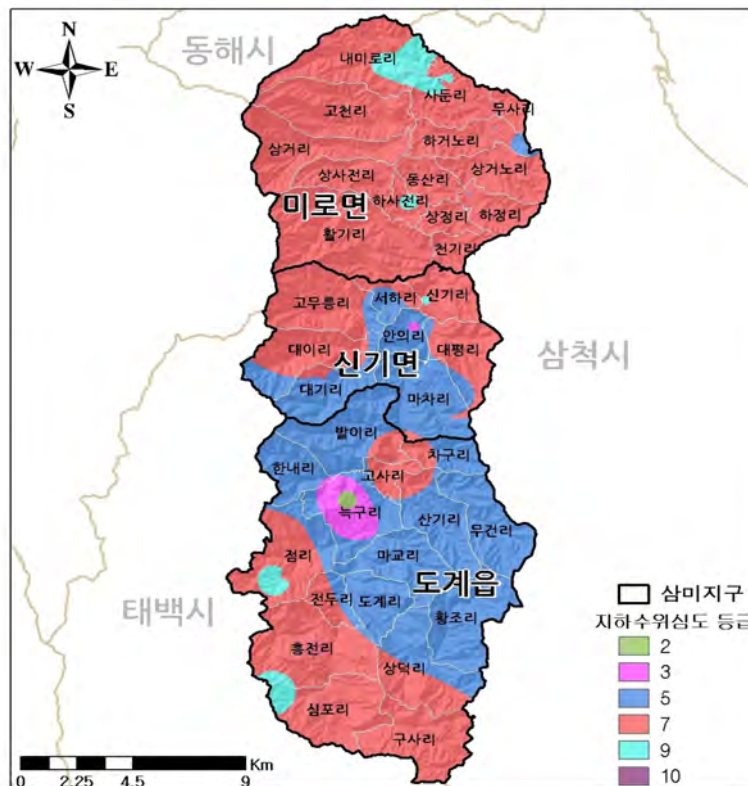 N
W E
S
동해시
내미로리
사둔리
무사리
고천리
하거노리
삼거리
상거노리
상사전리
동산리
미로면
하사전리
상정리
하정리
활기리
천기리
고무릉리
서하리
신기리
안의리
대이리
대평리
신기면
삼척시
대기리
마차리
발이리
차구리
한내리
고사리
늑구리
산기리
무건리
점리
마교리
도계읍
태백시
전두리
도계리
황조리
흥전리
상덕리
심포리
구사리
삼미지구
지하수위심도 등급
2
3
5
7
9
10
Km
0 2.25 4.5 9